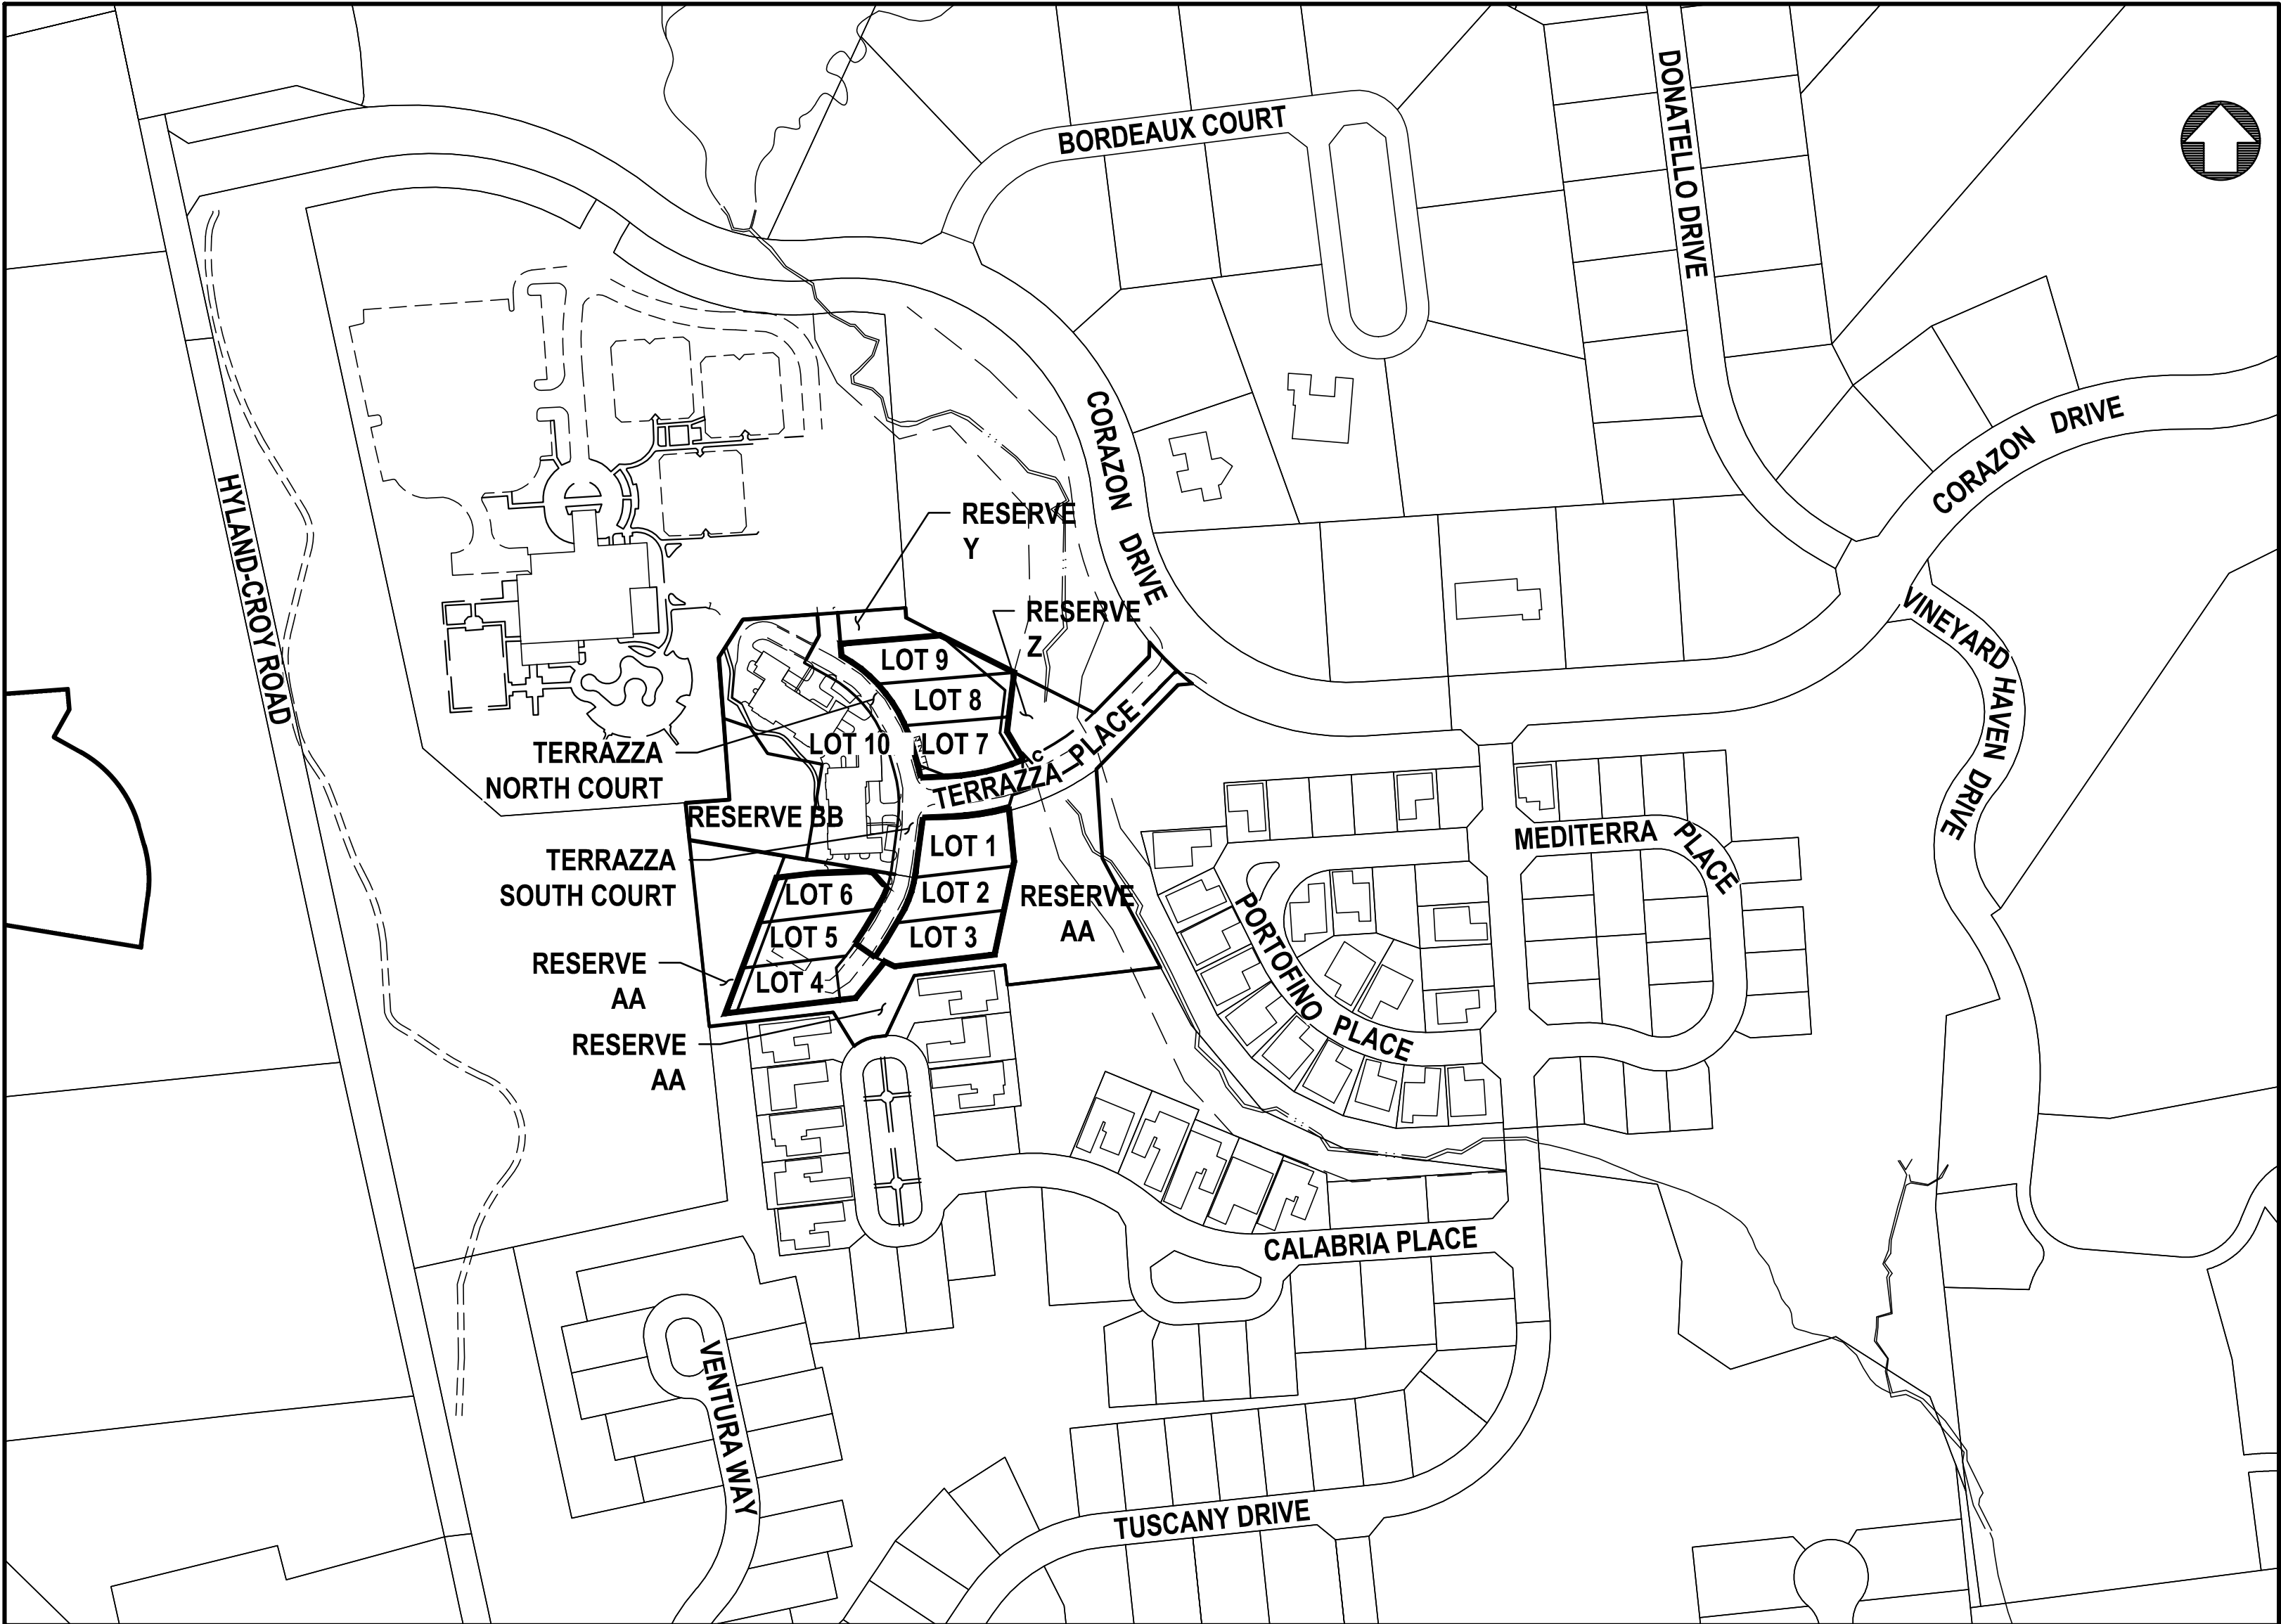 BORDEAUX COURT
DONATELLO DRIVE
CORAZON DRIVE
CORAZON DRIVE
HYLAND-CROY ROAD
RESERVE
Y
RESERVE
Z
VINEYARD HAVEN DRIVE
LOT 9
LOT 8
LOT 7
LOT 10
TERRAZZA
NORTH COURT
TERRAZZA PLACE
C
RESERVE BB
MEDITERRA PLACE
LOT 1
TERRAZZA
SOUTH COURT
LOT 6
LOT 2
RESERVE
AA
LOT 5
LOT 3
PORTOFINO PLACE
RESERVE
AA
LOT 4
RESERVE
AA
CALABRIA PLACE
VENTURA WAY
TUSCANY DRIVE